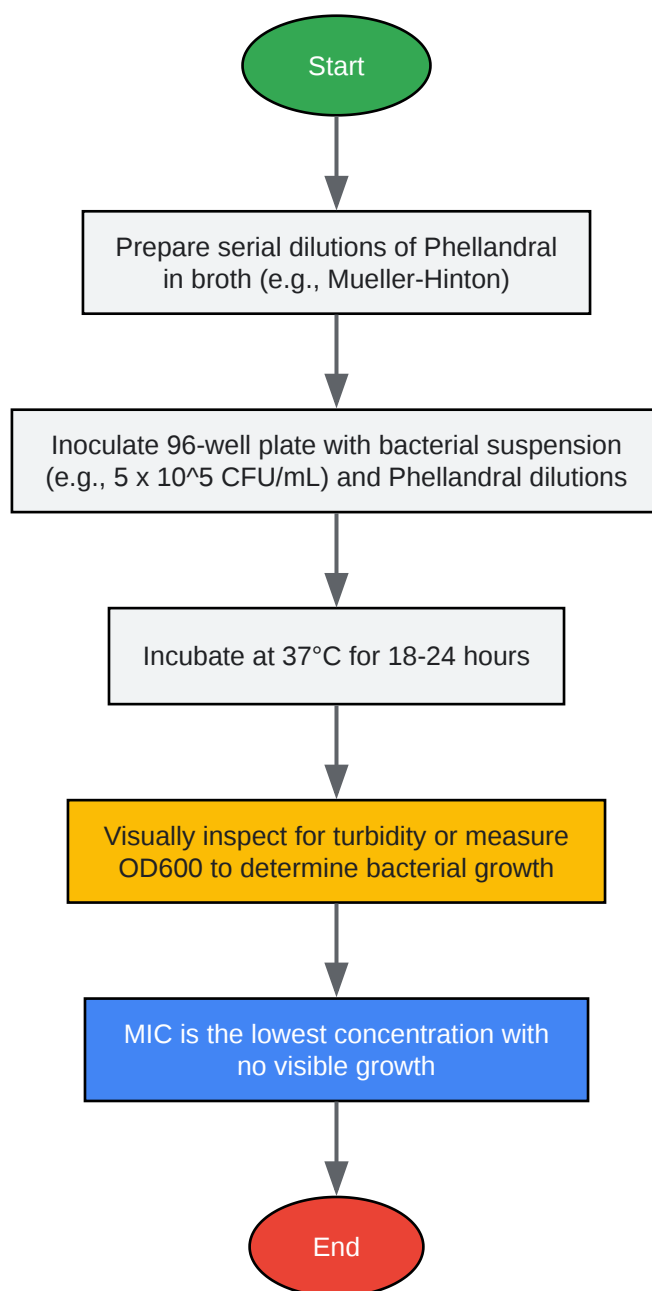 Start
Prepare serial dilutions of Phellandral
in broth (e.g., Mueller-Hinton)
Inoculate 96-well plate with bacterial suspension
(e.g., 5 x 10^5 CFU/mL) and Phellandral dilutions
Incubate at 37°C for 18-24 hours
Visually inspect for turbidity or measure
OD600 to determine bacterial growth
MIC is the lowest concentration with
no visible growth
End